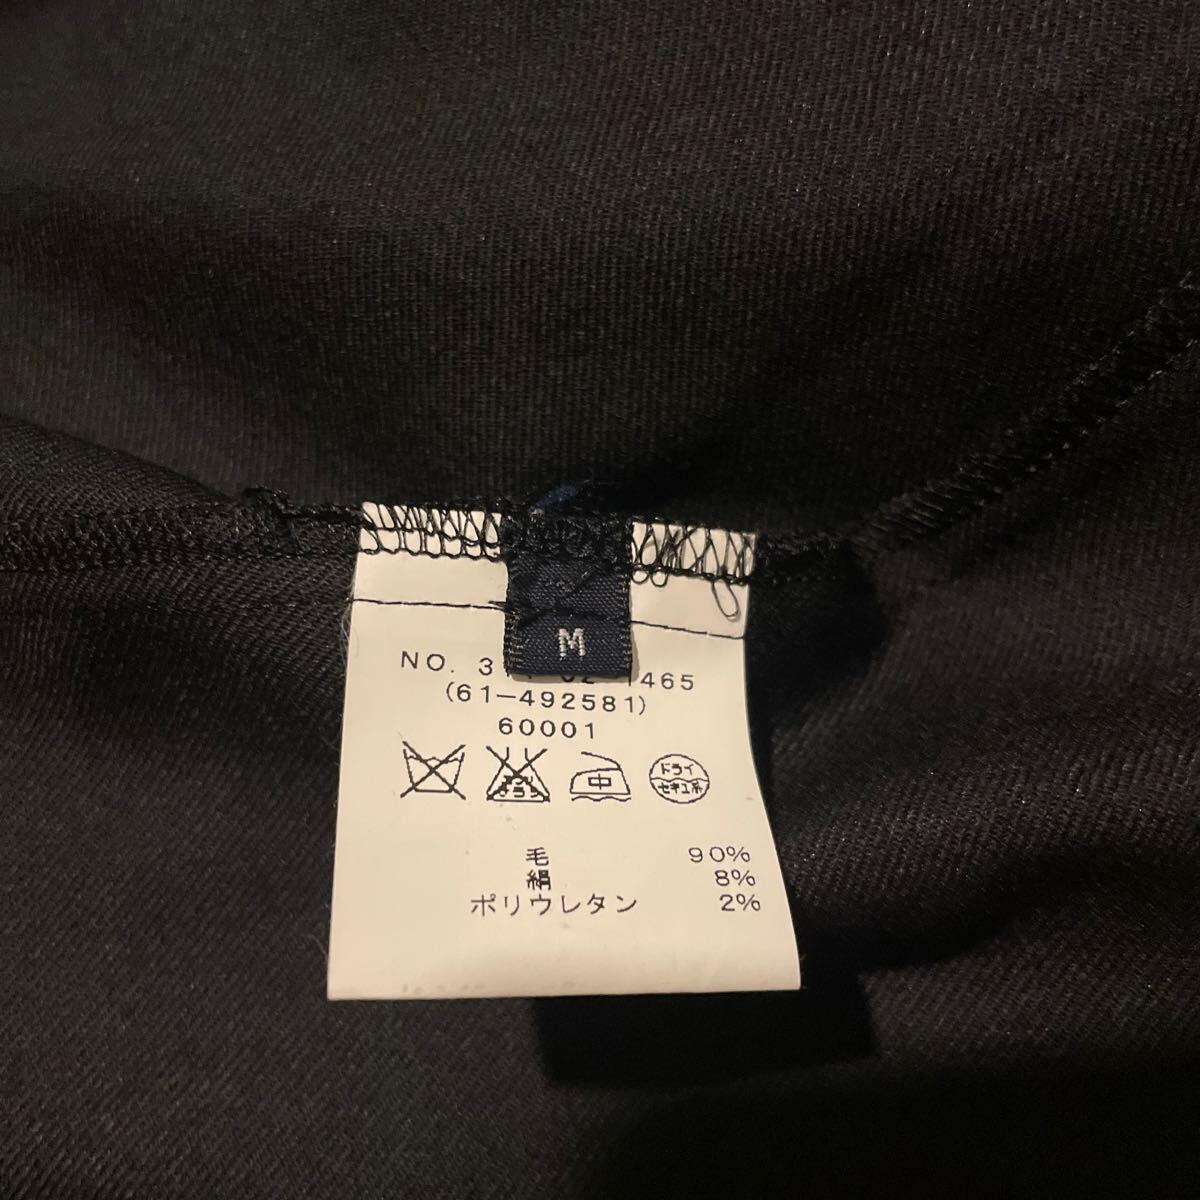 M
NO. 3 465
(61-492581)
60001
中
ドライ
セキユ系
毛 90%
絹 8%
ポリウレタン 2%